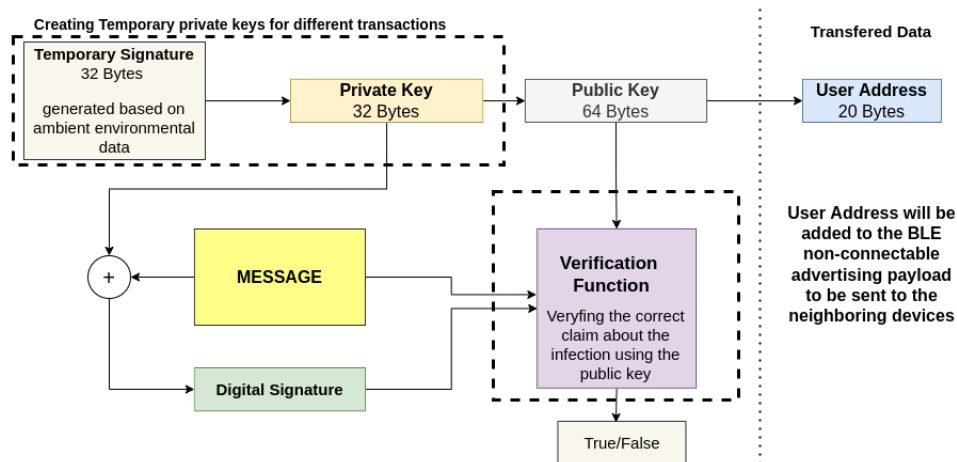 Creating Temporary private keys for different transactions
Transfered Data
Temporary Signature
32 Bytes
generated based on
ambient environmental
data
Private Key
32 Bytes
Public Key
64 Bytes
User Address
20 Bytes
User Address will be
added to the BLE
non-connectable
advertising payload
to be sent to the
neighboring devices
+
MESSAGE
Verification
Function
Veryfing the correct
claim about the
infection using the
public key
Digital Signature
True/False